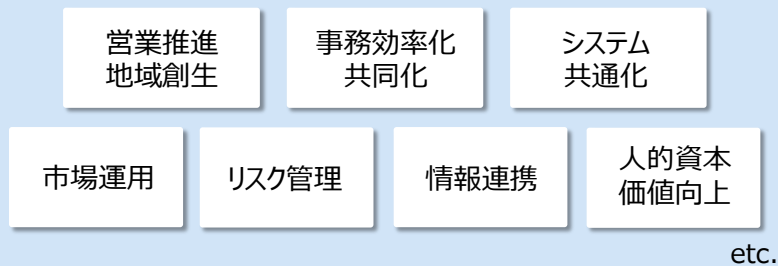 営業推進
地域創生
事務効率化
共同化
システム
共通化
市場運用
リスク管理
情報連携
人的資本
価値向上
etc.